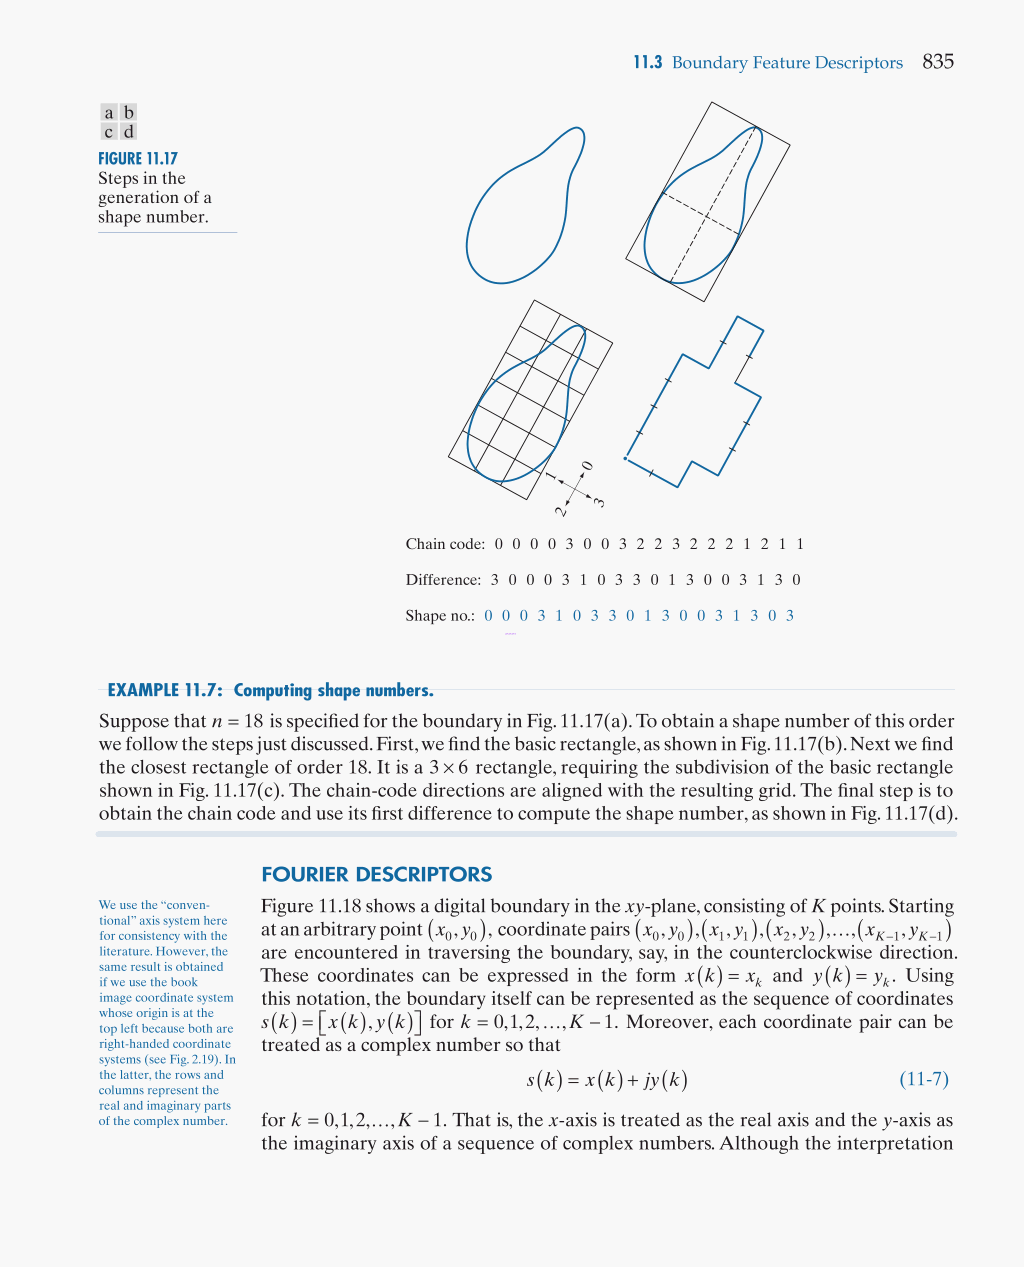 11.3 Boundary Feature Descriptors 835
a b
c d
FIGURE 11.17
Steps in the
generation of a
shape number.
0
1
2
3
Chain code: 0 0 0 0 3 0 0 3 2 2 3 2 2 2 1 2 1 1
Difference: 3 0 0 0 3 1 0 3 3 0 1 3 0 0 3 1 3 0
Shape no.: 0 0 0 3 1 0 3 3 0 1 3 0 0 3 1 3 0 3
EXAMPLE 11.7: Computing shape numbers.
Suppose that n = 18 is specified for the boundary in Fig. 11.17(a). To obtain a shape number of this order
we follow the steps just discussed. First, we find the basic rectangle, as shown in Fig. 11.17(b). Next we find
the closest rectangle of order 18. It is a 3 × 6 rectangle, requiring the subdivision of the basic rectangle
shown in Fig. 11.17(c). The chain-code directions are aligned with the resulting grid. The final step is to
obtain the chain code and use its first difference to compute the shape number, as shown in Fig. 11.17(d).
FOURIER DESCRIPTORS
We use the “conven-
tional” axis system here
for consistency with the
literature. However, the
same result is obtained
if we use the book
image coordinate system
whose origin is at the
top left because both are
right-handed coordinate
systems (see Fig. 2.19). In
the latter, the rows and
columns represent the
real and imaginary parts
of the complex number.
Figure 11.18 shows a digital boundary in the xy-plane, consisting of K points. Starting
at an arbitrary point (x₀, y₀), coordinate pairs (x₀, y₀),(x₁, y₁),(x₂, y₂),…,(x_{K−1}, y_{K−1})
are encountered in traversing the boundary, say, in the counterclockwise direction.
These coordinates can be expressed in the form x(k) = x_k and y(k) = y_k. Using
this notation, the boundary itself can be represented as the sequence of coordinates
s(k) = [x(k), y(k)] for k = 0,1,2,…,K − 1. Moreover, each coordinate pair can be
treated as a complex number so that
s(k) = x(k) + jy(k) (11-7)
for k = 0,1,2,…,K − 1. That is, the x-axis is treated as the real axis and the y-axis as
the imaginary axis of a sequence of complex numbers. Although the interpretation